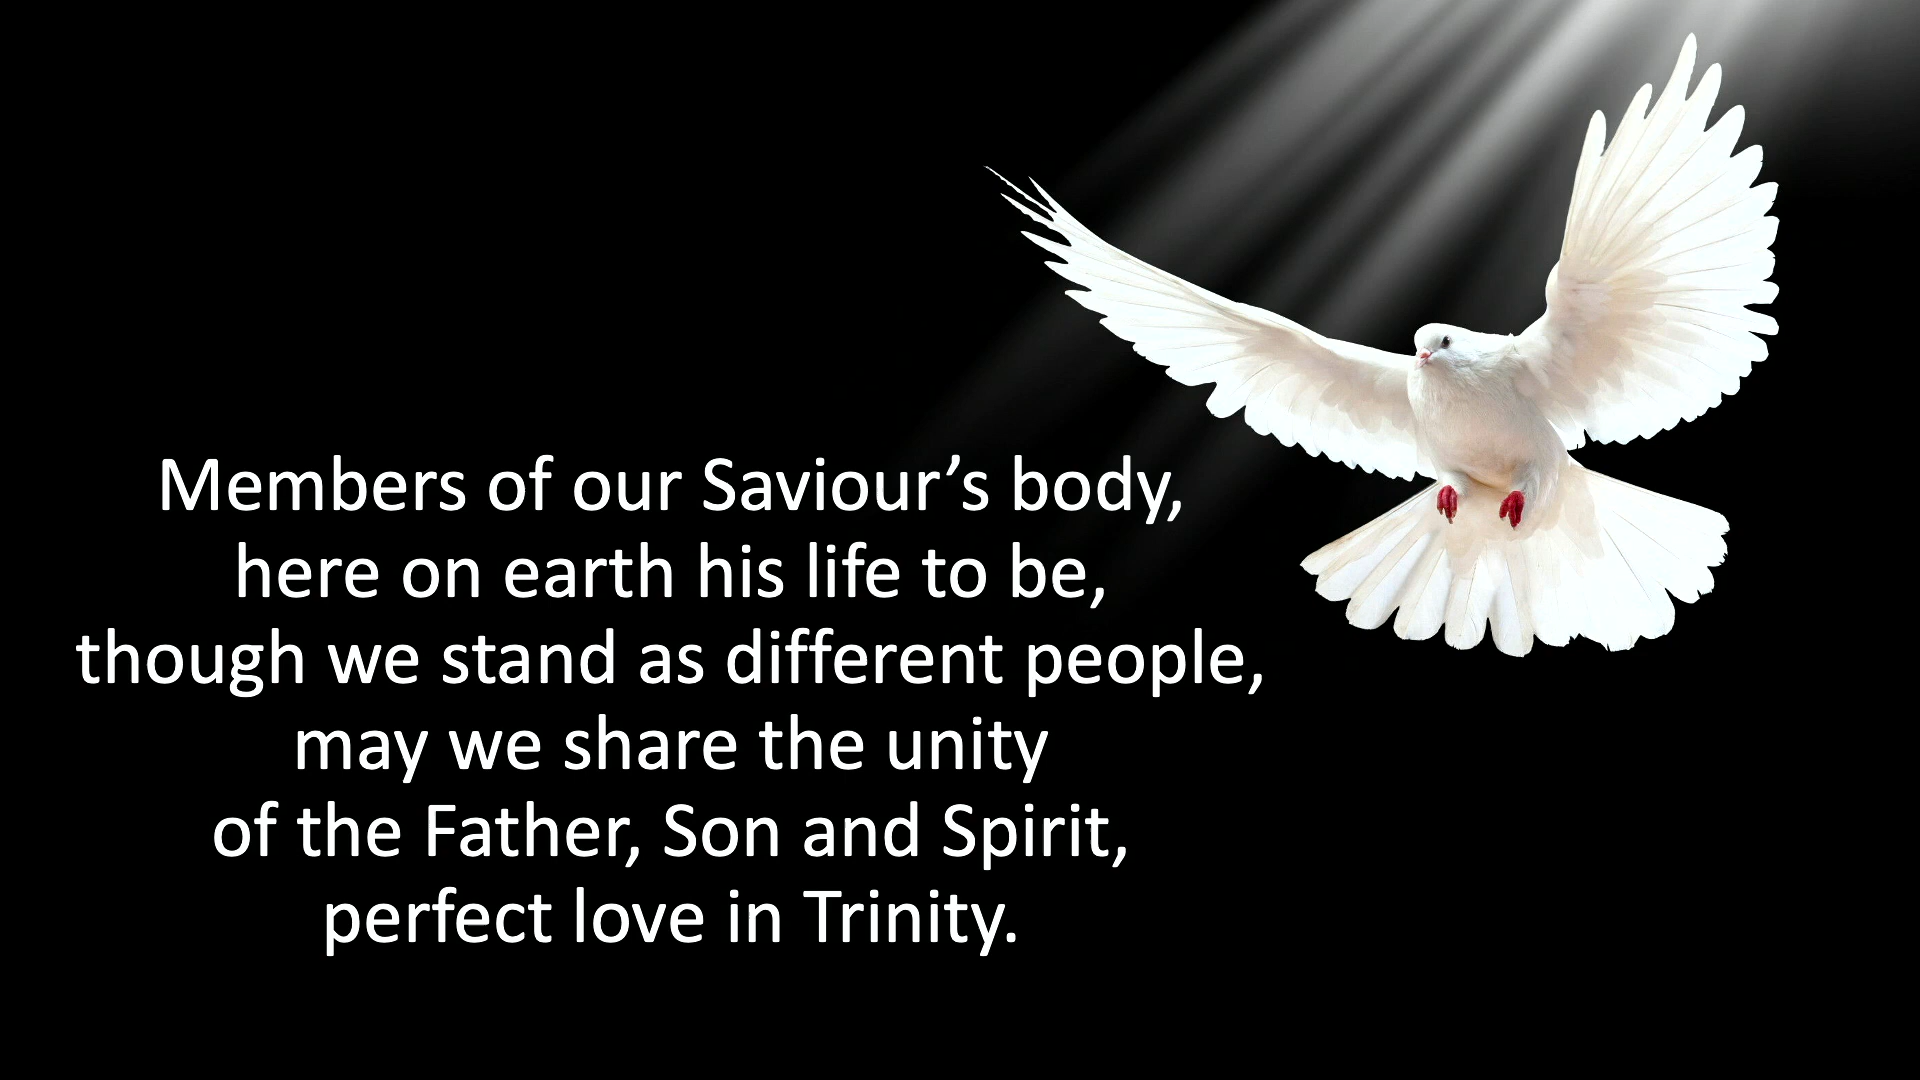 Members of our Saviour’s body,
here on earth his life to be,
though we stand as different people,
may we share the unity
of the Father, Son and Spirit,
perfect love in Trinity.